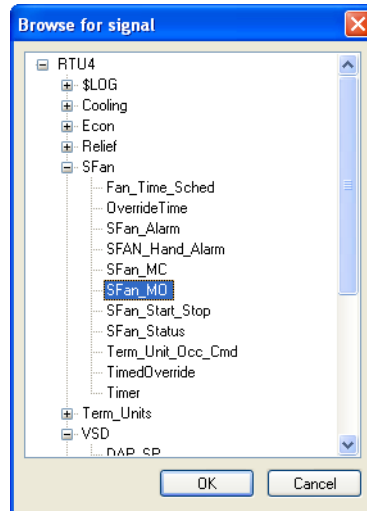 Browse for signal
RTU4
$LOG
Cooling
Econ
Relief
SFan
Fan_Time_Sched
OverrideTime
SFan_Alarm
SFAN_Hand_Alarm
SFan_MC
SFan_MO
SFan_Start_Stop
SFan_Status
Term_Unit_Occ_Cmd
TimedOverride
Timer
Term_Units
VSD
DAP_SP
OK Cancel